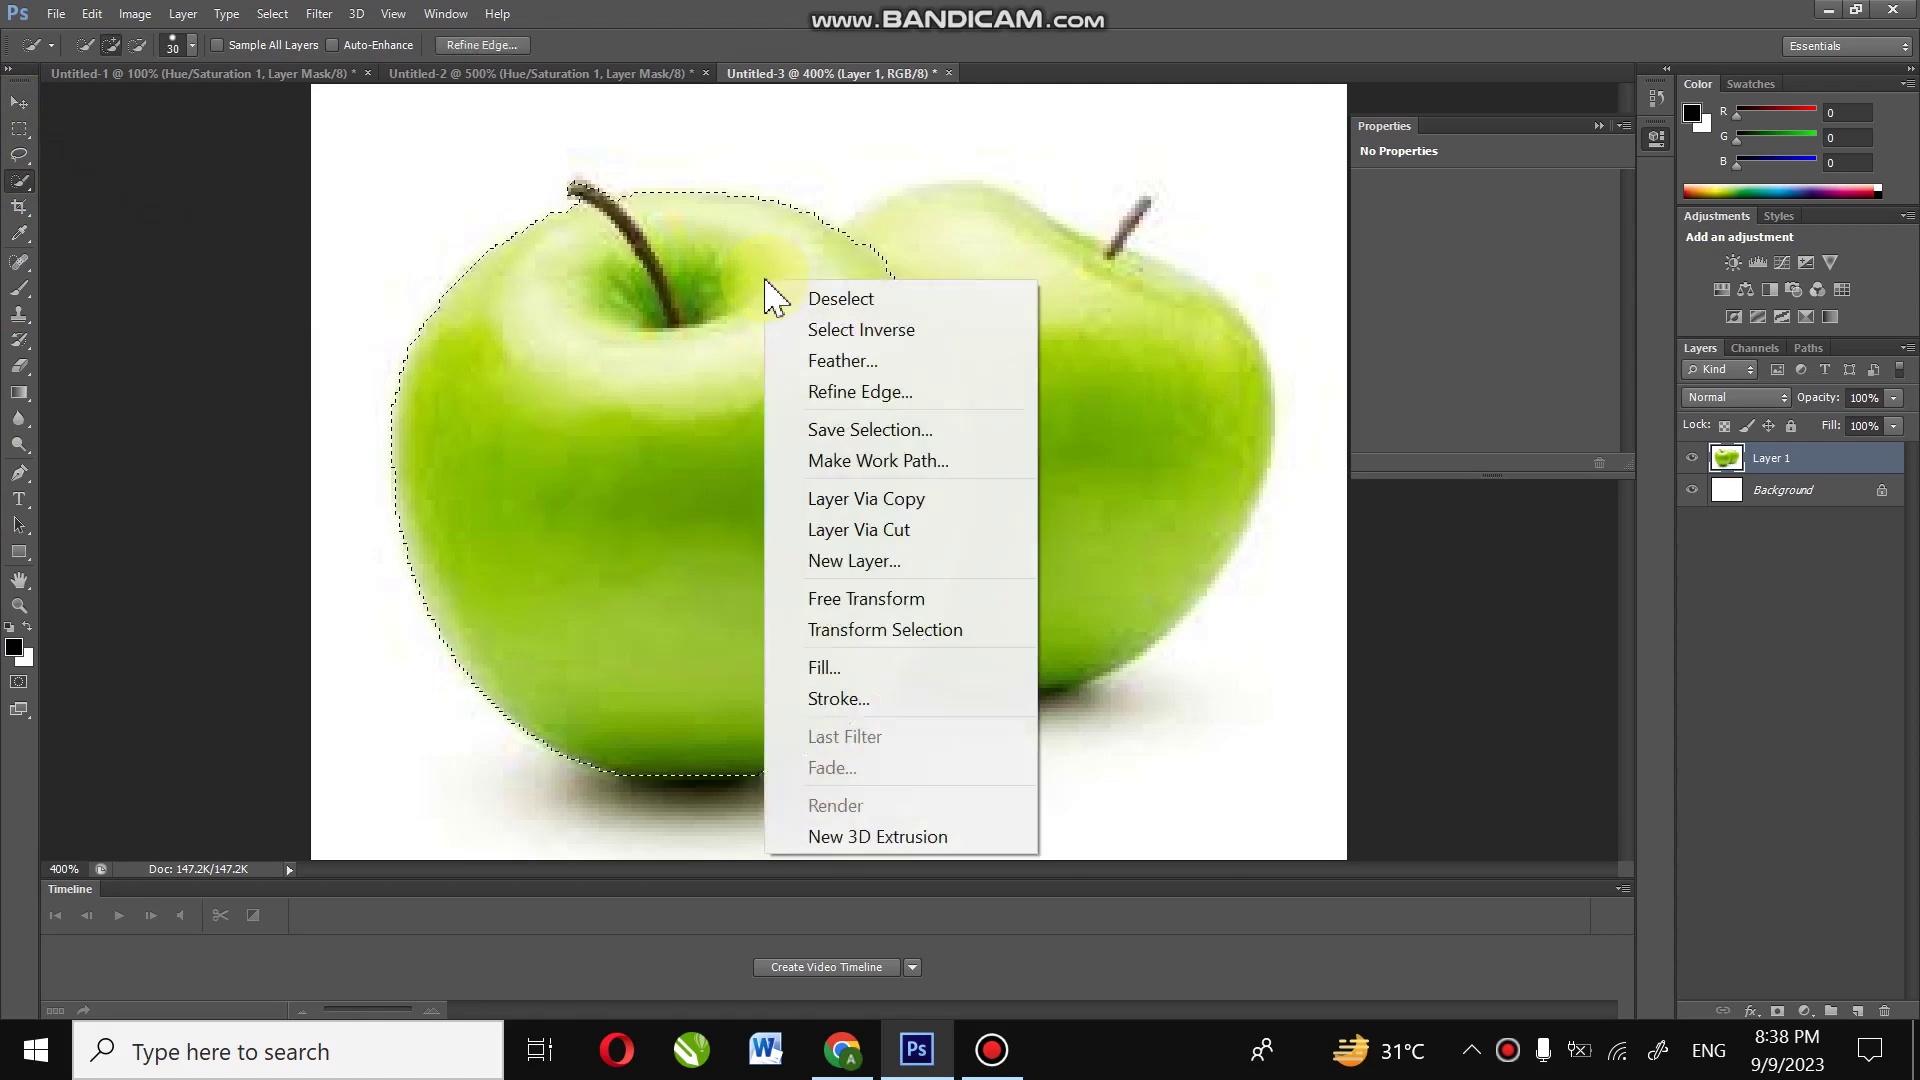 Ps File Edit Image Layer Type Select Filter 3D View Window Help
www.BANDICAM.com
30 Sample All Layers Auto-Enhance Refine Edge... Essentials
Untitled-1 @ 100% (Hue/Saturation 1, Layer Mask/8) * × Untitled-2 @ 500% (Hue/Saturation 1, Layer Mask/8) * × Untitled-3 @ 400% (Layer 1, RGB/8) * ×
Properties
No Properties
Color Swatches
R 0
G 0
B 0
Adjustments Styles
Add an adjustment
Layers Channels Paths
Kind
Normal Opacity: 100%
Lock: Fill: 100%
Layer 1
Background
Deselect
Select Inverse
Feather...
Refine Edge...
Save Selection...
Make Work Path...
Layer Via Copy
Layer Via Cut
New Layer...
Free Transform
Transform Selection
Fill...
Stroke...
Last Filter
Fade...
Render
New 3D Extrusion
400% Doc: 147.2K/147.2K
Timeline
Create Video Timeline
Type here to search
Ps
31°C
ENG
8:38 PM
9/9/2023